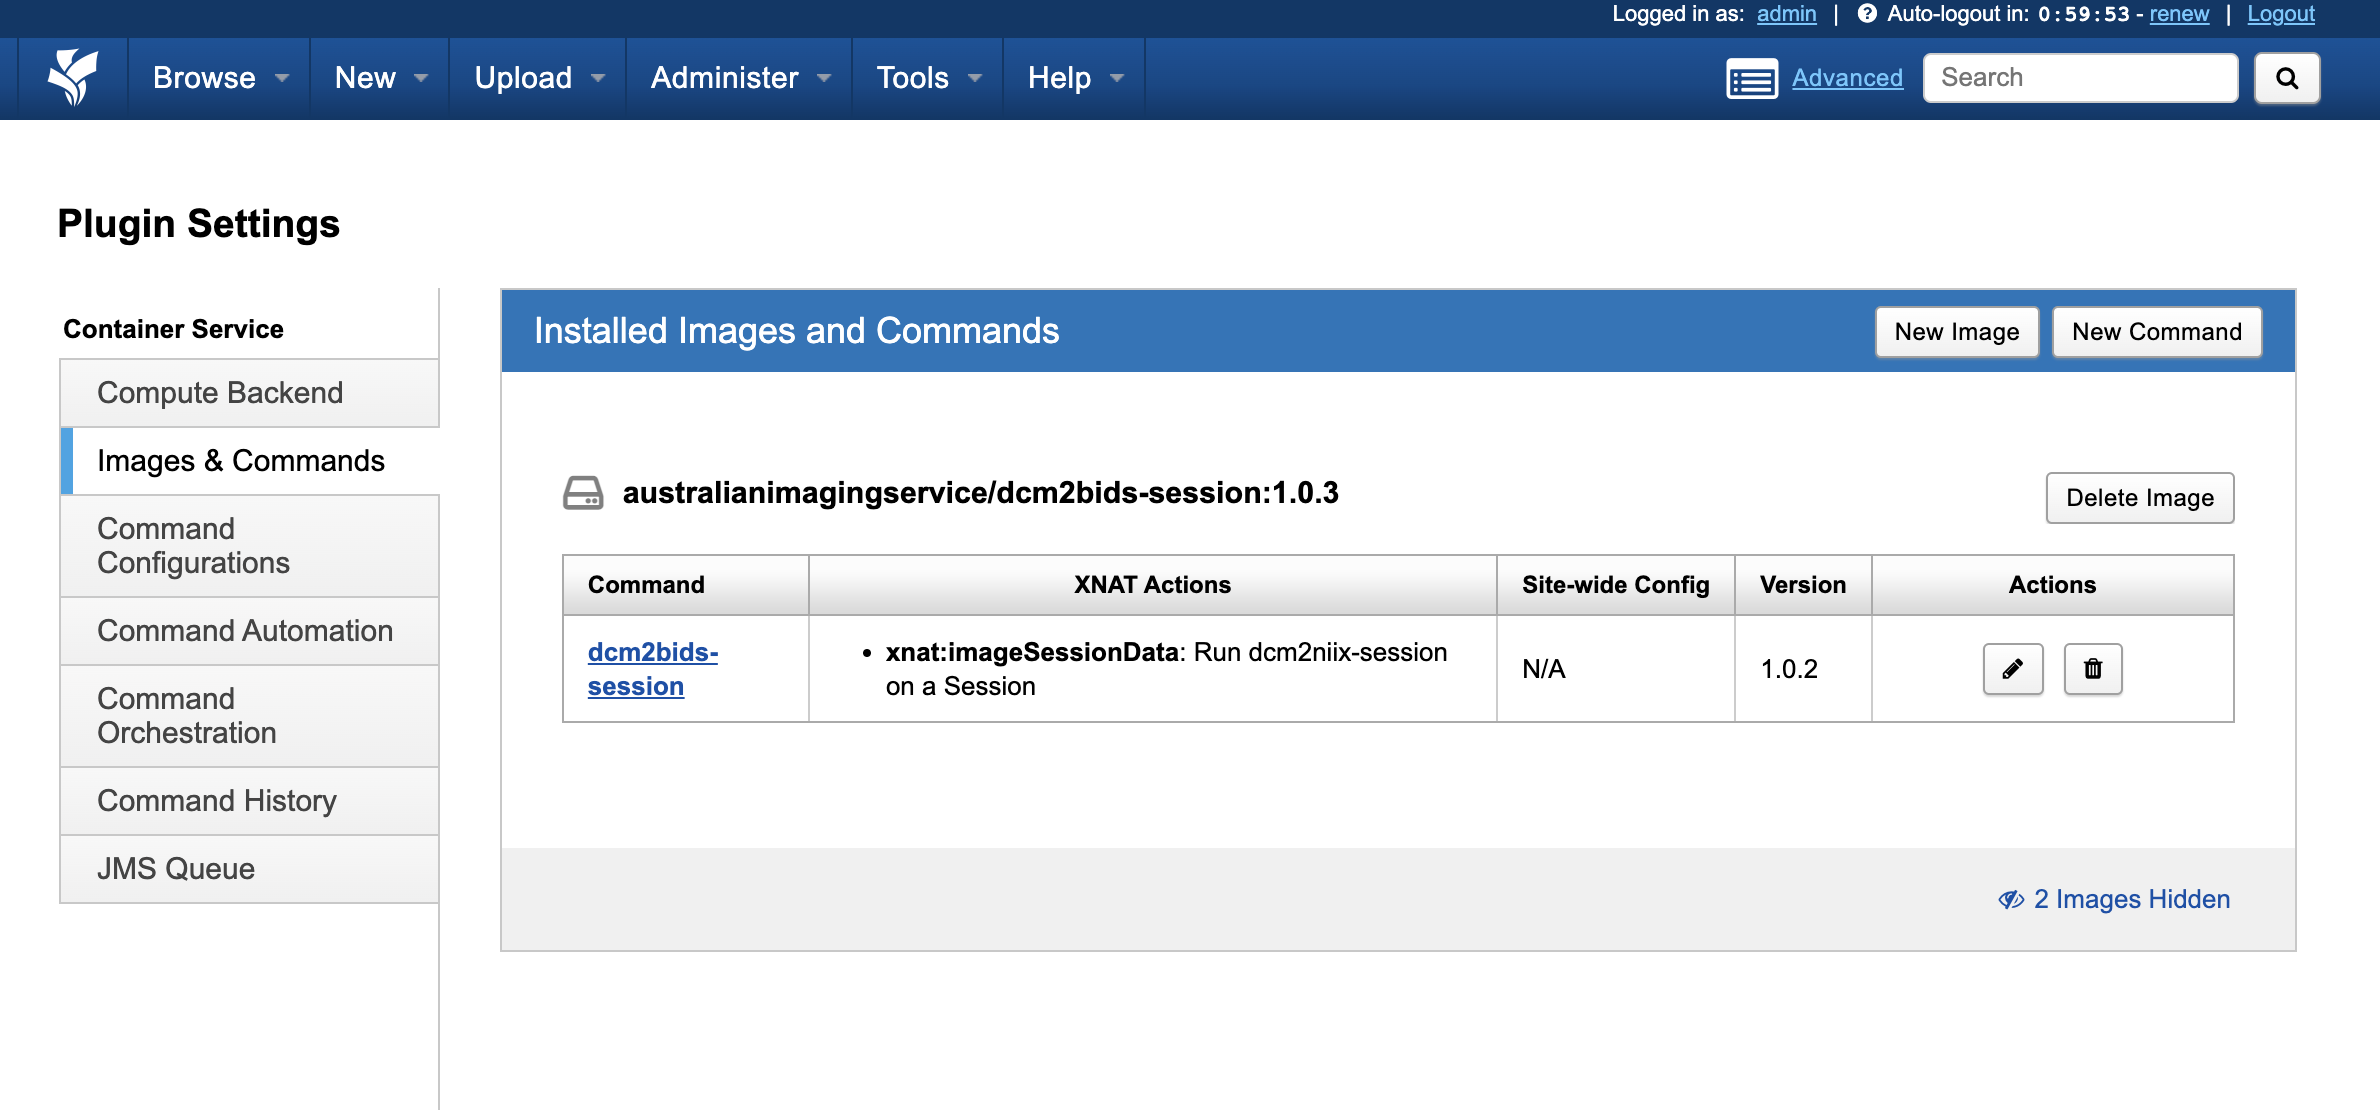 Logged in as: admin | Auto-logout in: 0:59:53 - renew | Logout
Browse New Upload Administer Tools Help Advanced Search
Plugin Settings
Container Service
Compute Backend
Images & Commands
Command
Configurations
Command Automation
Command
Orchestration
Command History
JMS Queue
Installed Images and Commands New Image New Command
australianimagingservice/dcm2bids-session:1.0.3 Delete Image
Command XNAT Actions Site-wide Config Version Actions
dcm2bids-
session
• xnat:imageSessionData: Run dcm2niix-session
on a Session
N/A
1.0.2
2 Images Hidden